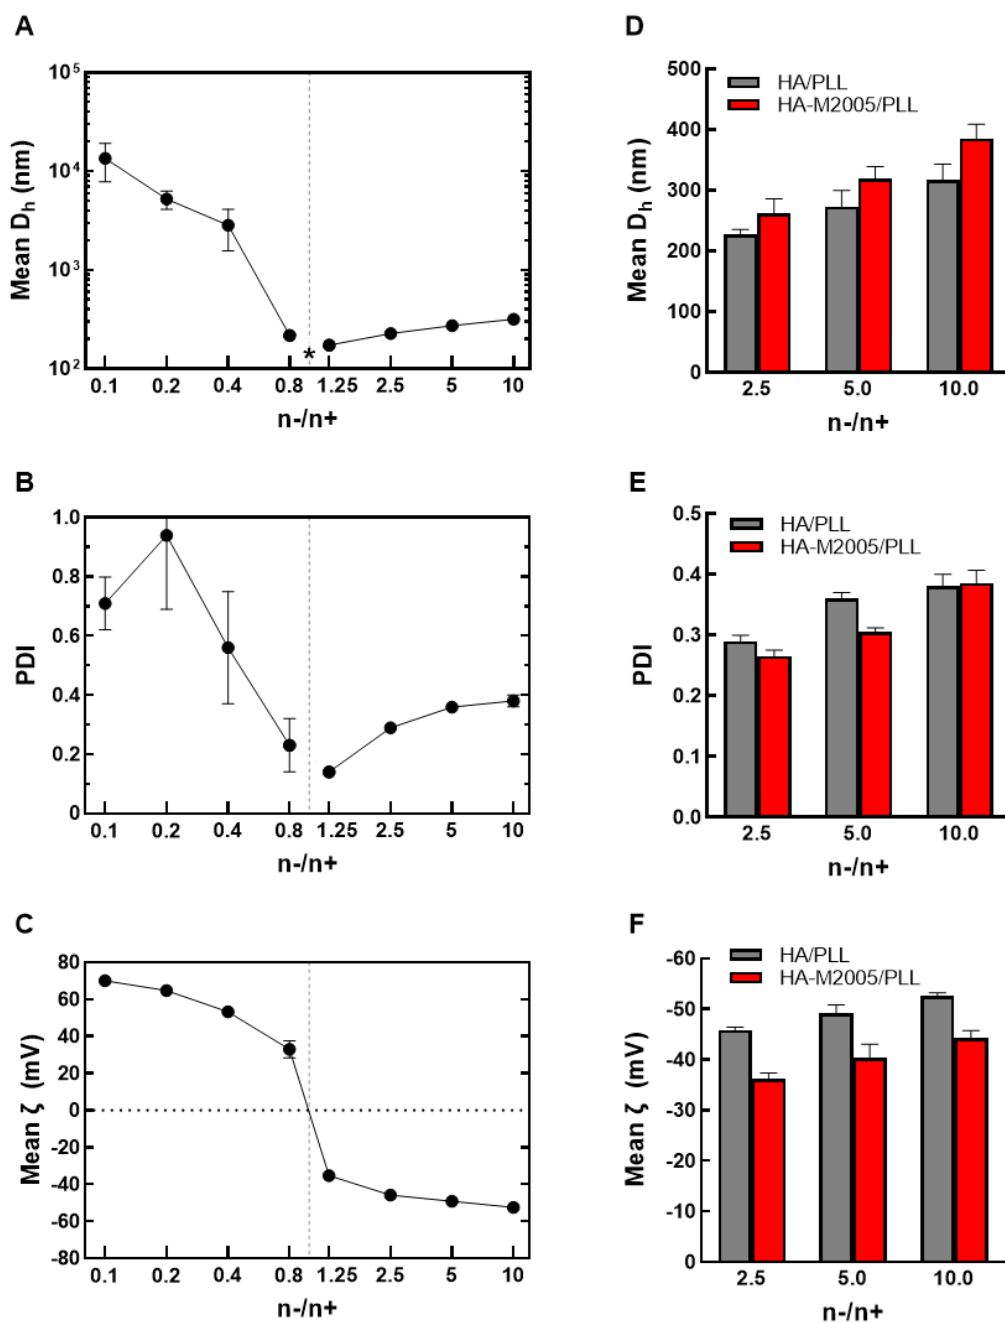 A
Mean Dh (nm)
10^5
10^4
10^3
10^2
*
0.1 0.2 0.4 0.8 1.25 2.5 5 10
n-/n+
D
Mean Dh (nm)
500
400
300
200
100
0
HA/PLL
HA-M2005/PLL
2.5 5.0 10.0
n-/n+
B
PDI
1.0
0.8
0.6
0.4
0.2
0
0.1 0.2 0.4 0.8 1.25 2.5 5 10
n-/n+
E
PDI
0.5
0.4
0.3
0.2
0.1
0.0
HA/PLL
HA-M2005/PLL
2.5 5.0 10.0
n-/n+
C
Mean ζ (mV)
80
60
40
20
0
-20
-40
-60
-80
0.1 0.2 0.4 0.8 1.25 2.5 5 10
n-/n+
F
Mean ζ (mV)
-60
-50
-40
-30
-20
-10
0
HA/PLL
HA-M2005/PLL
2.5 5.0 10.0
n-/n+